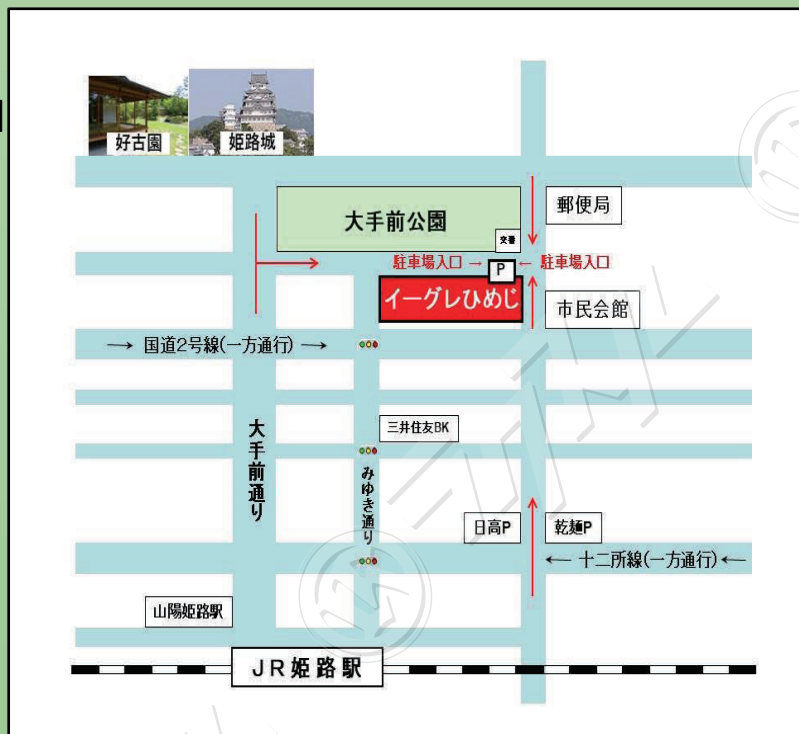 好古園
姫路城
大手前公園
交番
郵便局
駐車場入口 →
← 駐車場入口
P
イーグレひめじ
市民会館
→ 国道2号線(一方通行) →
三井住友BK
大手前通り
みゆき通り
日高P
乾麺P
← 十二所線(一方通行) ←
山陽姫路駅
JR姫路駅